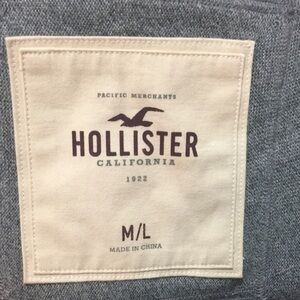 PACIFIC MERCHANTS
HOLLISTER
CALIFORNIA
1922
M/L
MADE IN CHINA